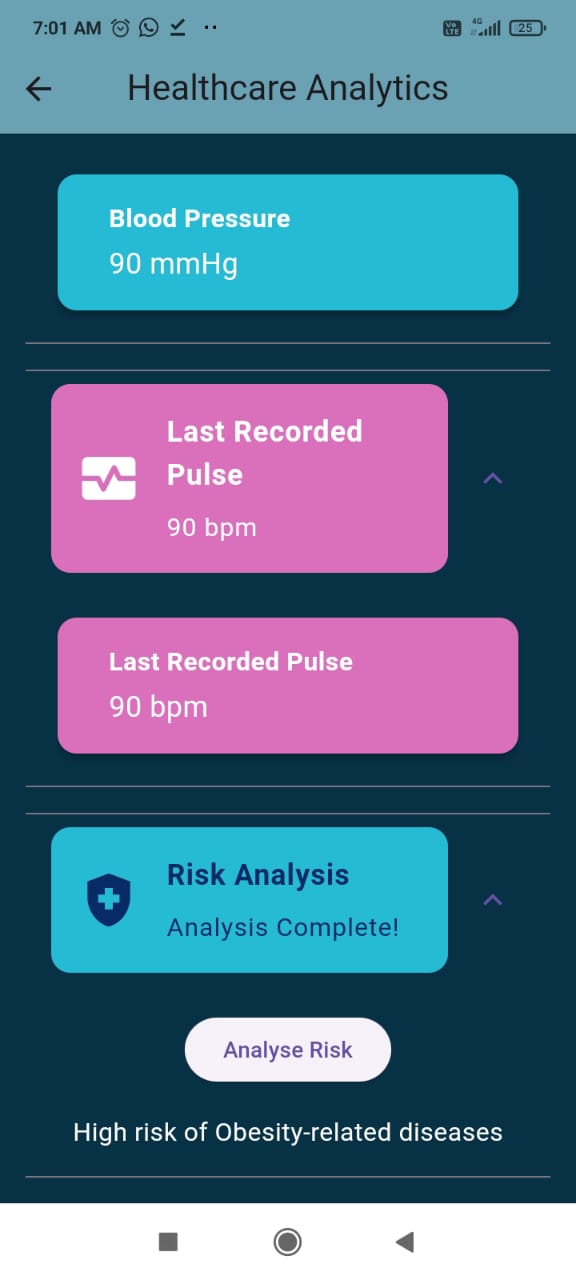 7:01 AM
Vo LTE 4G 25
Healthcare Analytics
Blood Pressure
90 mmHg
Last Recorded
Pulse
90 bpm
Last Recorded Pulse
90 bpm
Risk Analysis
Analysis Complete!
Analyse Risk
High risk of Obesity-related diseases